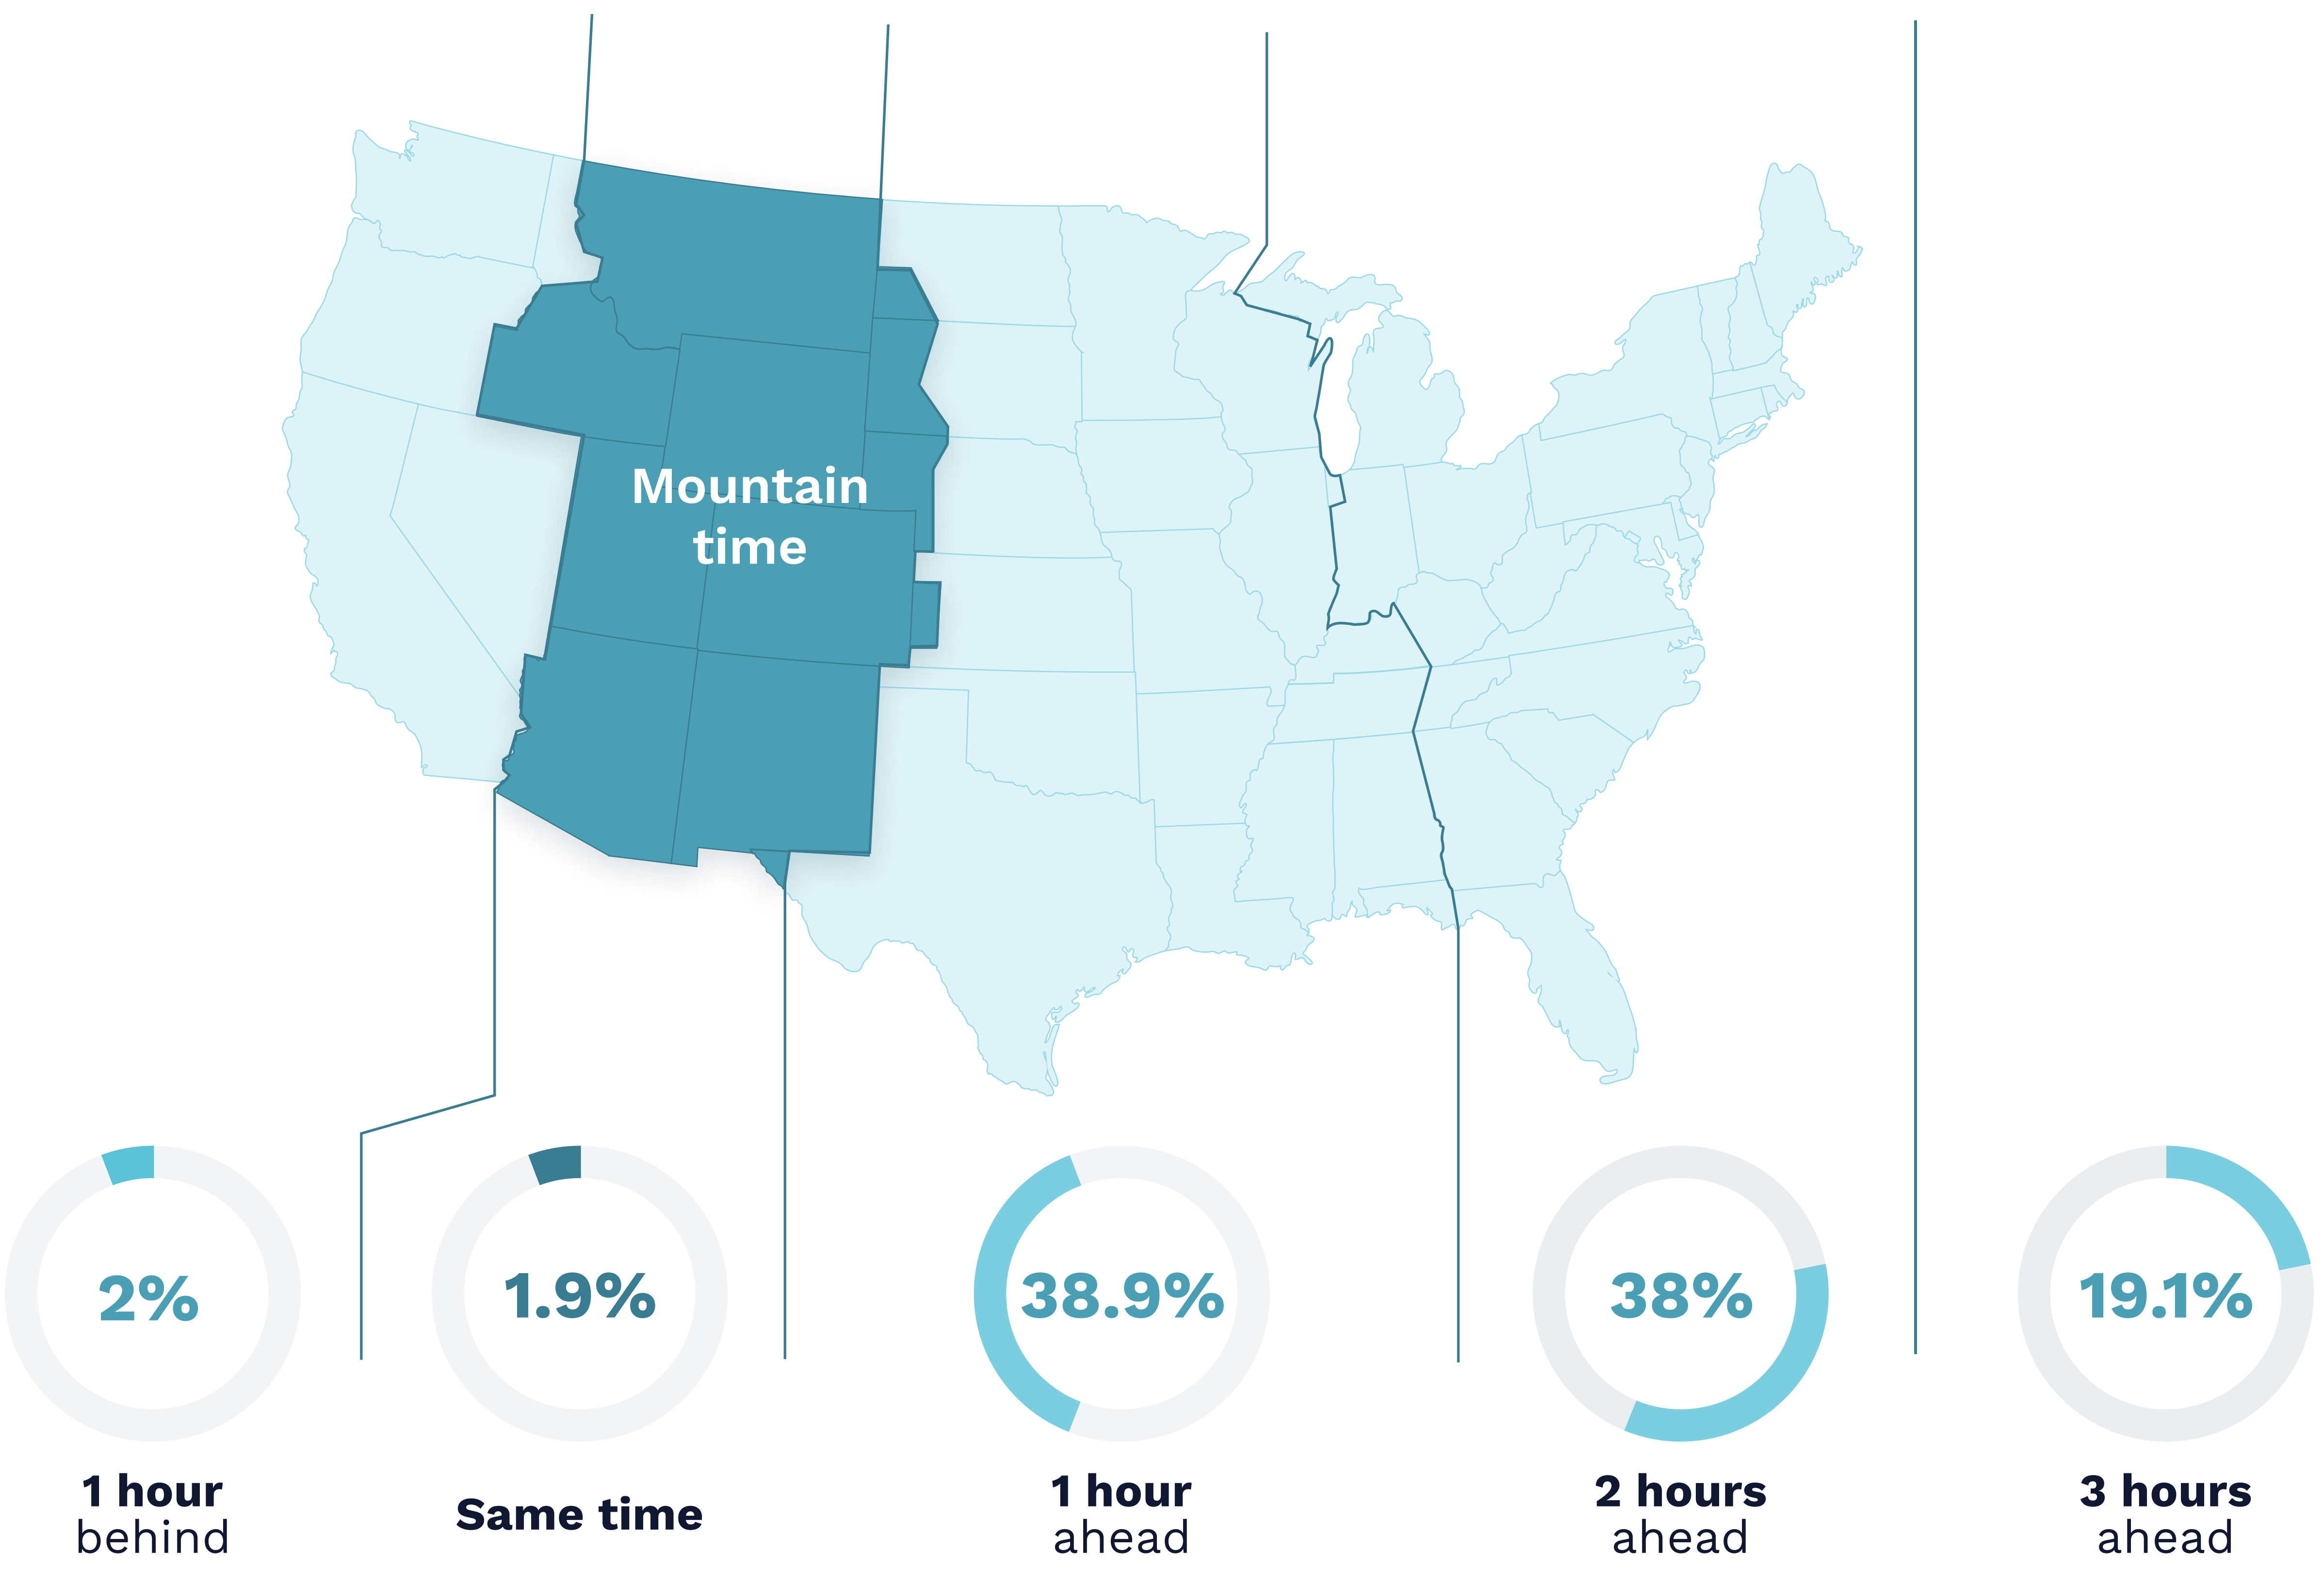 Mountain
time
2%
1 hour
behind
1.9%
Same time
38.9%
1 hour
ahead
38%
2 hours
ahead
19.1%
3 hours
ahead